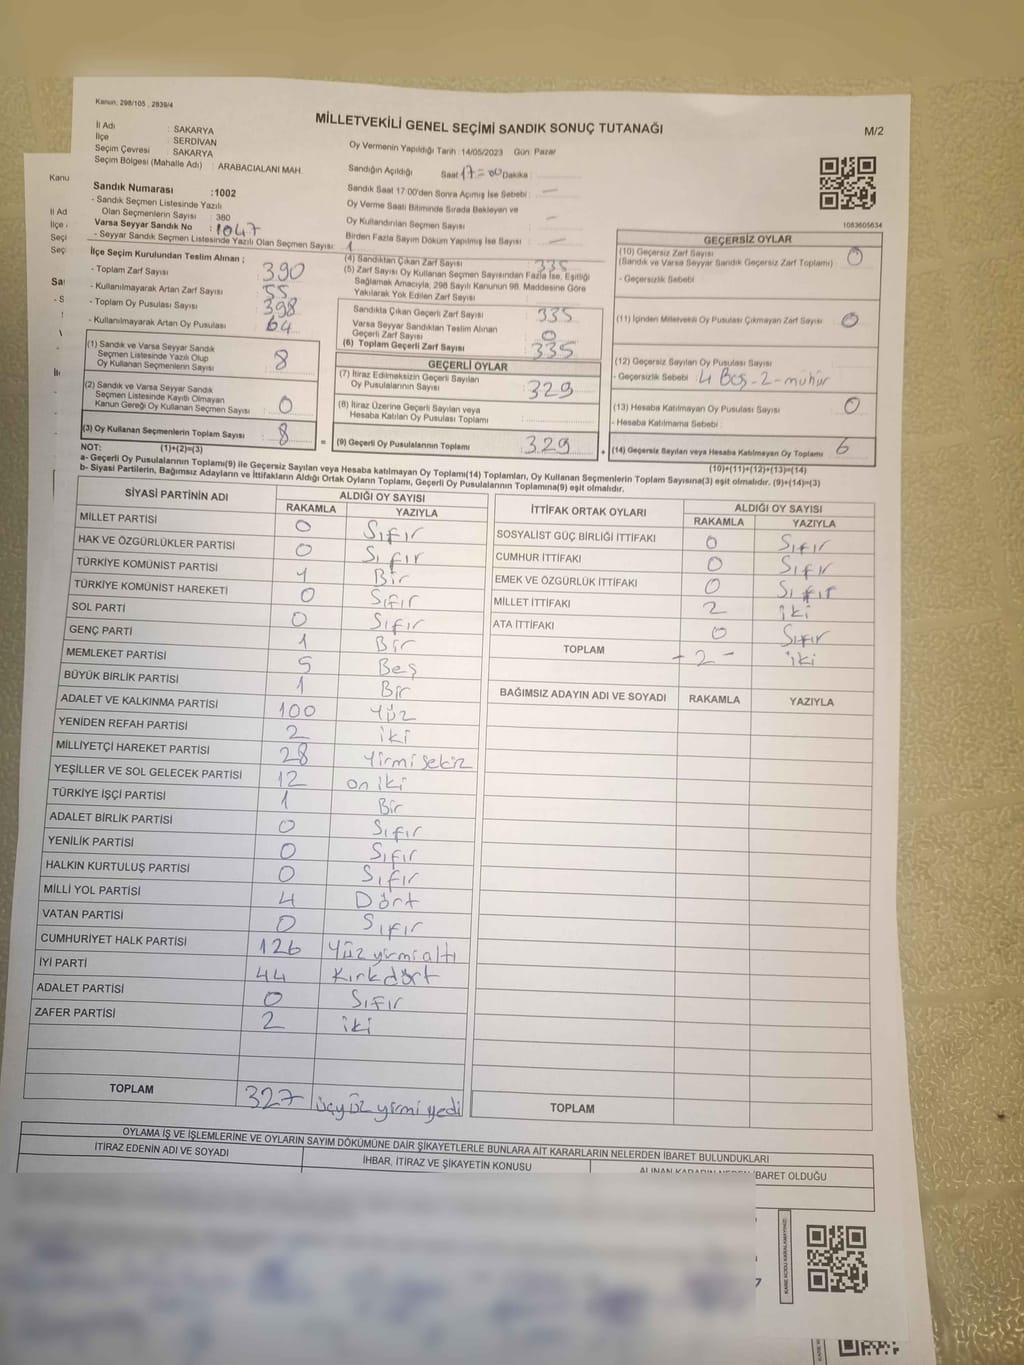 Kanun: 298/105 , 2839/4
MİLLETVEKİLİ GENEL SEÇİMİ SANDIK SONUÇ TUTANAĞI
M/2
İl Adı : SAKARYA
İlçe : SERDİVAN
Seçim Çevresi : SAKARYA
Seçim Bölgesi (Mahalle Adı) : ARABACIALANI MAH.
Oy Vermenin Yapıldığı Tarih :14/05/2023 Gün: Pazar
Sandığın Açıldığı Saat 17=00 Dakika :
Sandık Saat 17:00'den Sonra Açımış İse Sebebi : —
Oy Verme Saati Bitiminde Sırada Bekleyen ve
Oy Kullandırılan Seçmen Sayısı : —
Birden Fazla Sayım Döküm Yapılmış İse Sayısı : —
1083605634
Sandık Numarası :1002
- Sandık Seçmen Listesinde Yazılı
Olan Seçmenlerin Sayısı : 380
Varsa Seyyar Sandık No : 1047
- Seyyar Sandık Seçmen Listesinde Yazılı Olan Seçmen Sayısı: 1
İlçe Seçim Kurulundan Teslim Alınan ;
- Toplam Zarf Sayısı : 390
- Kullanılmayarak Artan Zarf Sayısı : 55
- Toplam Oy Pusulası Sayısı : 398
- Kullanılmayarak Artan Oy Pusulası : 64
(1) Sandık ve Varsa Seyyar Sandık
Seçmen Listesinde Yazılı Olup
Oy Kullanan Seçmenlerin Sayısı : 8
(2) Sandık ve Varsa Seyyar Sandık
Seçmen Listesinde Kayıtlı Olmayan
Kanun Gereği Oy Kullanan Seçmen Sayısı : 0
(3) Oy Kullanan Seçmenlerin Toplam Sayısı : 8
(4) Sandıktan Çıkan Zarf Sayısı : 335
(5) Zarf Sayısı Oy Kullanan Seçmen Sayısından Fazla İse, Eşitliği
Sağlamak Amacıyla, 298 Sayılı Kanunun 98. Maddesine Göre
Yakılarak Yok Edilen Zarf Sayısı :
Sandıkta Çıkan Geçerli Zarf Sayısı : 335
Varsa Seyyar Sandıktan Teslim Alınan
Geçerli Zarf Sayısı : 0
(6) Toplam Geçerli Zarf Sayısı : 335
GEÇERLİ OYLAR
(7) İtiraz Edilmeksizin Geçerli Sayılan
Oy Pusulalarının Sayısı : 329
(8) İtiraz Üzerine Geçerli Sayılan veya
Hesaba Katılan Oy Pusulası Toplamı :
= (9) Geçerli Oy Pusulalarının Toplamı : 329
GEÇERSİZ OYLAR
(10) Geçersiz Zarf Sayısı
(Sandık ve Varsa Seyyar Sandık Geçersiz Zarf Toplamı) : 0
- Geçersizlik Sebebi :
(11) İçinden Milletvekili Oy Pusulası Çıkmayan Zarf Sayısı : 0
(12) Geçersiz Sayılan Oy Pusulası Sayısı :
- Geçersizlik Sebebi : 4 Boş - 2 - mühür
(13) Hesaba Katılmayan Oy Pusulası Sayısı : 0
- Hesaba Katılmama Sebebi :
+ (14) Geçersiz Sayılan veya Hesaba Katılmayan Oy Toplamı : 6
NOT: (1)+(2)=(3)
(10)+(11)+(12)+(13)=(14)
a- Geçerli Oy Pusulalarının Toplamı(9) ile Geçersiz Sayılan veya Hesaba katılmayan Oy Toplamı(14) Toplamları, Oy Kullanan Seçmenlerin Toplam Sayısına(3) eşit olmalıdır. (9)+(14)=(3)
b- Siyasi Partilerin, Bağımsız Adayların ve İttifakların Aldığı Ortak Oyların Toplamı, Geçerli Oy Pusulalarının Toplamına(9) eşit olmalıdır.
SİYASİ PARTİNİN ADI ALDIĞI OY SAYISI
RAKAMLA YAZIYLA
MİLLET PARTİSİ 0 Sıfır
HAK VE ÖZGÜRLÜKLER PARTİSİ 0 Sıfır
TÜRKİYE KOMÜNİST PARTİSİ 1 Bir
TÜRKİYE KOMÜNİST HAREKETİ 0 Sıfır
SOL PARTİ 0 Sıfır
GENÇ PARTİ 1 Bir
MEMLEKET PARTİSİ 5 Beş
BÜYÜK BİRLİK PARTİSİ 1 Bir
ADALET VE KALKINMA PARTİSİ 100 Yüz
YENİDEN REFAH PARTİSİ 2 iki
MİLLİYETÇİ HAREKET PARTİSİ 28 Yirmi sekiz
YEŞİLLER VE SOL GELECEK PARTİSİ 12 on iki
TÜRKİYE İŞÇİ PARTİSİ 1 Bir
ADALET BİRLİK PARTİSİ 0 Sıfır
YENİLİK PARTİSİ 0 Sıfır
HALKIN KURTULUŞ PARTİSİ 0 Sıfır
MİLLİ YOL PARTİSİ 4 Dört
VATAN PARTİSİ 0 Sıfır
CUMHURİYET HALK PARTİSİ 126 Yüz yirmi altı
İYİ PARTİ 44 Kırk dört
ADALET PARTİSİ 0 Sıfır
ZAFER PARTİSİ 2 iki
TOPLAM 327 üçyüz yirmi yedi
İTTİFAK ORTAK OYLARI ALDIĞI OY SAYISI
RAKAMLA YAZIYLA
SOSYALİST GÜÇ BİRLİĞİ İTTİFAKI 0 Sıfır
CUMHUR İTTİFAKI 0 Sıfır
EMEK VE ÖZGÜRLÜK İTTİFAKI 0 Sıfır
MİLLET İTTİFAKI 2 iki
ATA İTTİFAKI 0 Sıfır
TOPLAM - 2 - iki
BAĞIMSIZ ADAYIN ADI VE SOYADI RAKAMLA YAZIYLA
TOPLAM
OYLAMA İŞ VE İŞLEMLERİNE VE OYLARIN SAYIM DÖKÜMÜNE DAİR ŞİKAYETLERLE BUNLARA AİT KARARLARIN NELERDEN İBARET BULUNDUKLARI
İTİRAZ EDENİN ADI VE SOYADI İHBAR, İTİRAZ VE ŞİKAYETİN KONUSU ALINAN KARARIN NEDEN İBARET OLDUĞU